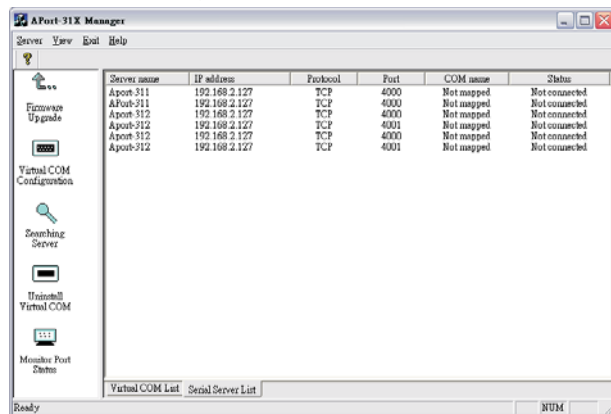 APort-31X Manager
Server View Exit Help
Firmware
Upgrade
Virtual COM
Configuration
Searching
Server
Uninstall
Virtual COM
Monitor Port
Status
Server name IP address Protocol Port COM name Status
Aport-311 192.168.2.127 TCP 4000 Not mapped Not connected
APort-311 192.168.2.127 TCP 4000 Not mapped Not connected
Aport-312 192.168.2.127 TCP 4000 Not mapped Not connected
Aport-312 192.168.2.127 TCP 4001 Not mapped Not connected
Aport-312 192.168.2.127 TCP 4000 Not mapped Not connected
Aport-312 192.168.2.127 TCP 4001 Not mapped Not connected
Virtual COM List Serial Server List
Ready NUM